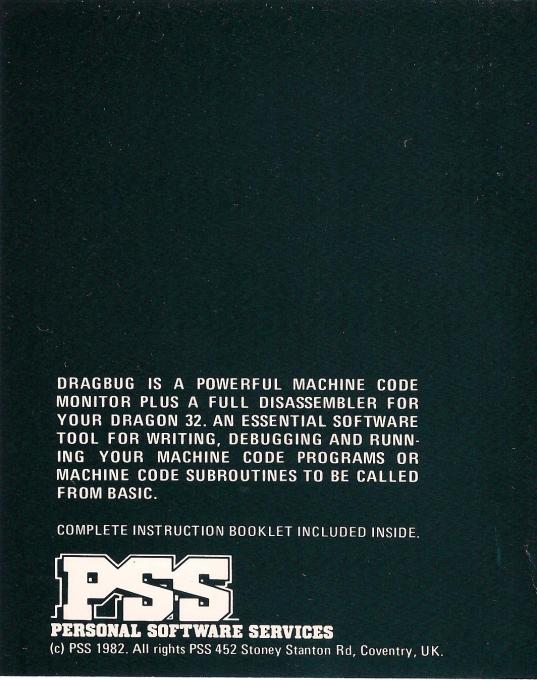 DRAGBUG IS A POWERFUL MACHINE CODE
MONITOR PLUS A FULL DISASSEMBLER FOR
YOUR DRAGON 32. AN ESSENTIAL SOFTWARE
TOOL FOR WRITING, DEBUGGING AND RUNN-
ING YOUR MACHINE CODE PROGRAMS OR
MACHINE CODE SUBROUTINES TO BE CALLED
FROM BASIC.
COMPLETE INSTRUCTION BOOKLET INCLUDED INSIDE.
PSS
PERSONAL SOFTWARE SERVICES
(c) PSS 1982. All rights PSS 452 Stoney Stanton Rd, Coventry, UK.